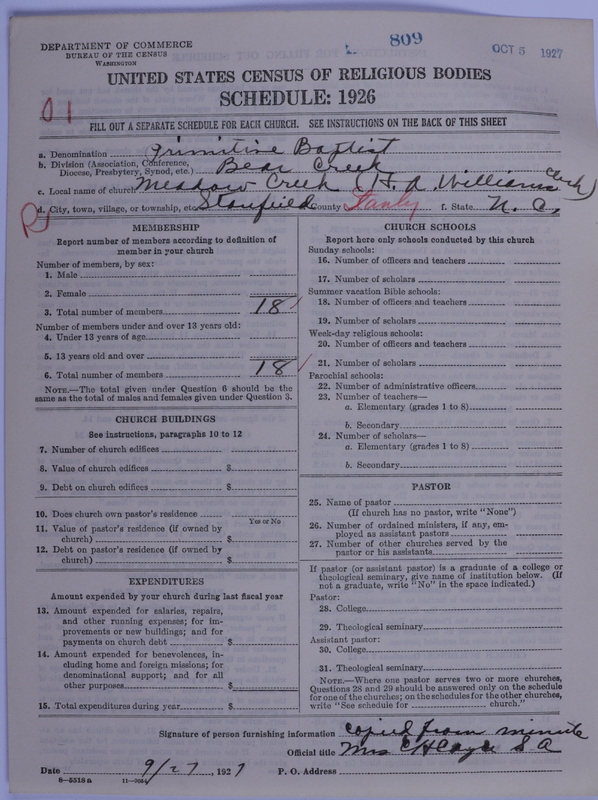 DEPARTMENT OF COMMERCE
BUREAU OF THE CENSUS
WASHINGTON
809
OCT 5 1927
UNITED STATES CENSUS OF RELIGIOUS BODIES
SCHEDULE: 1926
01
FILL OUT A SEPARATE SCHEDULE FOR EACH CHURCH. SEE INSTRUCTIONS ON THE BACK OF THIS SHEET
a. Denomination Primitive Baptist
b. Division (Association, Conference, Diocese, Presbytery, Synod, etc.) Bear Creek
c. Local name of church Meadow Creek (H. A. Williams Clerk)
R
d. City, town, village, or township, etc. Stanfield County Stanly f. State N. C.
MEMBERSHIP
Report number of members according to definition of
member in your church
Number of members, by sex:
1. Male
2. Female
3. Total number of members 18
Number of members under and over 13 years old:
4. Under 13 years of age
5. 13 years old and over
6. Total number of members 18
NOTE.—The total given under Question 6 should be the
same as the total of males and females given under Question 3.
CHURCH BUILDINGS
See instructions, paragraphs 10 to 12
7. Number of church edifices
8. Value of church edifices $
9. Debt on church edifices $
10. Does church own pastor's residence
Yes or No
11. Value of pastor's residence (if owned by
church) $
12. Debt on pastor's residence (if owned by
church) $
EXPENDITURES
Amount expended by your church during last fiscal year
13. Amount expended for salaries, repairs,
and other running expenses; for im-
provements or new buildings; and for
payments on church debt $
14. Amount expended for benevolences, in-
cluding home and foreign missions; for
denominational support; and for all
other purposes $
15. Total expenditures during year $
CHURCH SCHOOLS
Report here only schools conducted by this church
Sunday schools:
16. Number of officers and teachers
17. Number of scholars
Summer vacation Bible schools:
18. Number of officers and teachers
19. Number of scholars
Week-day religious schools:
20. Number of officers and teachers
21. Number of scholars
Parochial schools:
22. Number of administrative officers
23. Number of teachers—
a. Elementary (grades 1 to 8)
b. Secondary
24. Number of scholars—
a. Elementary (grades 1 to 8)
b. Secondary
PASTOR
25. Name of pastor
(If church has no pastor, write "None")
26. Number of ordained ministers, if any, em-
ployed as assistant pastors
27. Number of other churches served by the
pastor or his assistants
If pastor (or assistant pastor) is a graduate of a college or
theological seminary, give name of institution below. (If
not a graduate, write "No" in the space indicated.)
Pastor:
28. College
29. Theological seminary
Assistant pastor:
30. College
31. Theological seminary
NOTE.—Where one pastor serves two or more churches,
Questions 28 and 29 should be answered only on the schedule
for one of the churches; on the schedules for the other churches,
write "See schedule for church."
Signature of person furnishing information Copied from minute
Official title Mrs S A
Date 9/27, 1927 P. O. Address
8—5518a